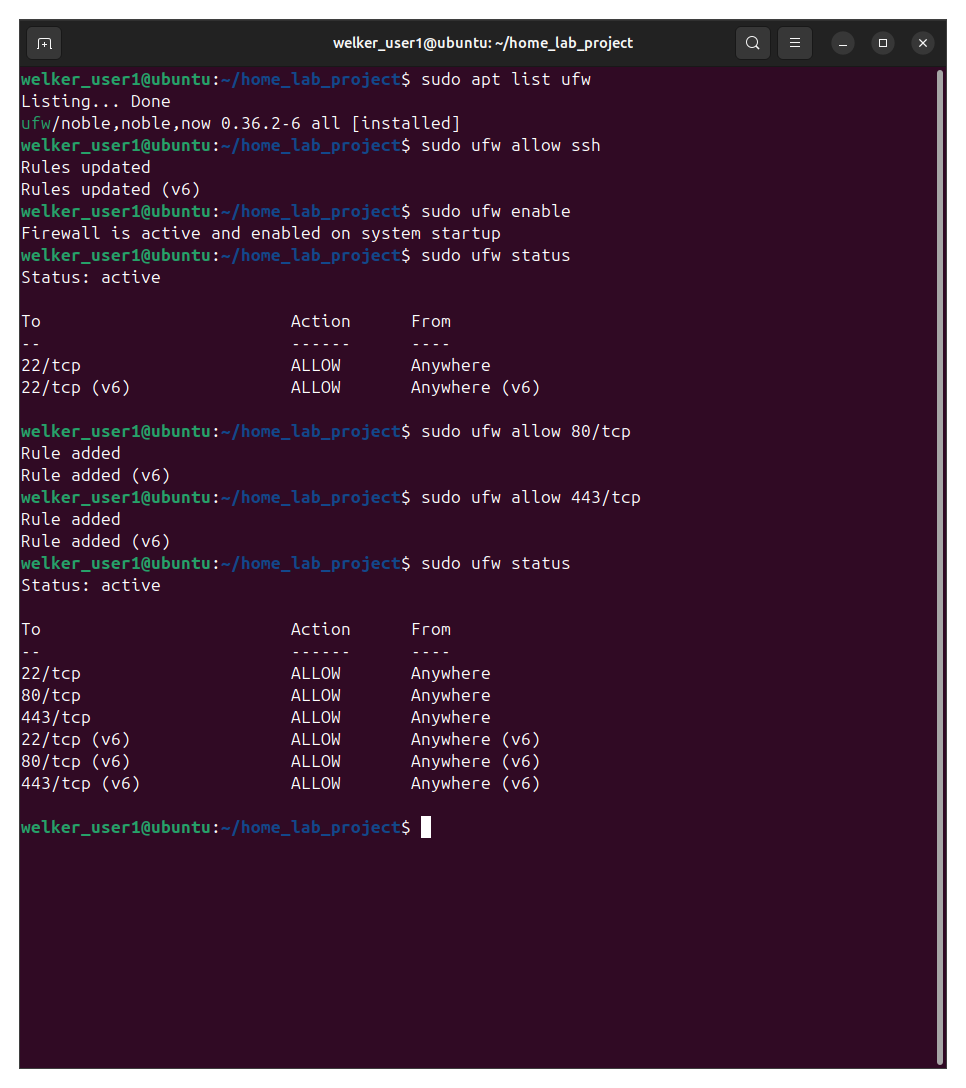 welker_user1@ubuntu: ~/home_lab_project
welker_user1@ubuntu:~/home_lab_project$ sudo apt list ufw
Listing... Done
ufw/noble,noble,now 0.36.2-6 all [installed]
welker_user1@ubuntu:~/home_lab_project$ sudo ufw allow ssh
Rules updated
Rules updated (v6)
welker_user1@ubuntu:~/home_lab_project$ sudo ufw enable
Firewall is active and enabled on system startup
welker_user1@ubuntu:~/home_lab_project$ sudo ufw status
Status: active

To                         Action      From
--                         ------      ----
22/tcp                     ALLOW       Anywhere
22/tcp (v6)                ALLOW       Anywhere (v6)

welker_user1@ubuntu:~/home_lab_project$ sudo ufw allow 80/tcp
Rule added
Rule added (v6)
welker_user1@ubuntu:~/home_lab_project$ sudo ufw allow 443/tcp
Rule added
Rule added (v6)
welker_user1@ubuntu:~/home_lab_project$ sudo ufw status
Status: active

To                         Action      From
--                         ------      ----
22/tcp                     ALLOW       Anywhere
80/tcp                     ALLOW       Anywhere
443/tcp                    ALLOW       Anywhere
22/tcp (v6)                ALLOW       Anywhere (v6)
80/tcp (v6)                ALLOW       Anywhere (v6)
443/tcp (v6)               ALLOW       Anywhere (v6)

welker_user1@ubuntu:~/home_lab_project$